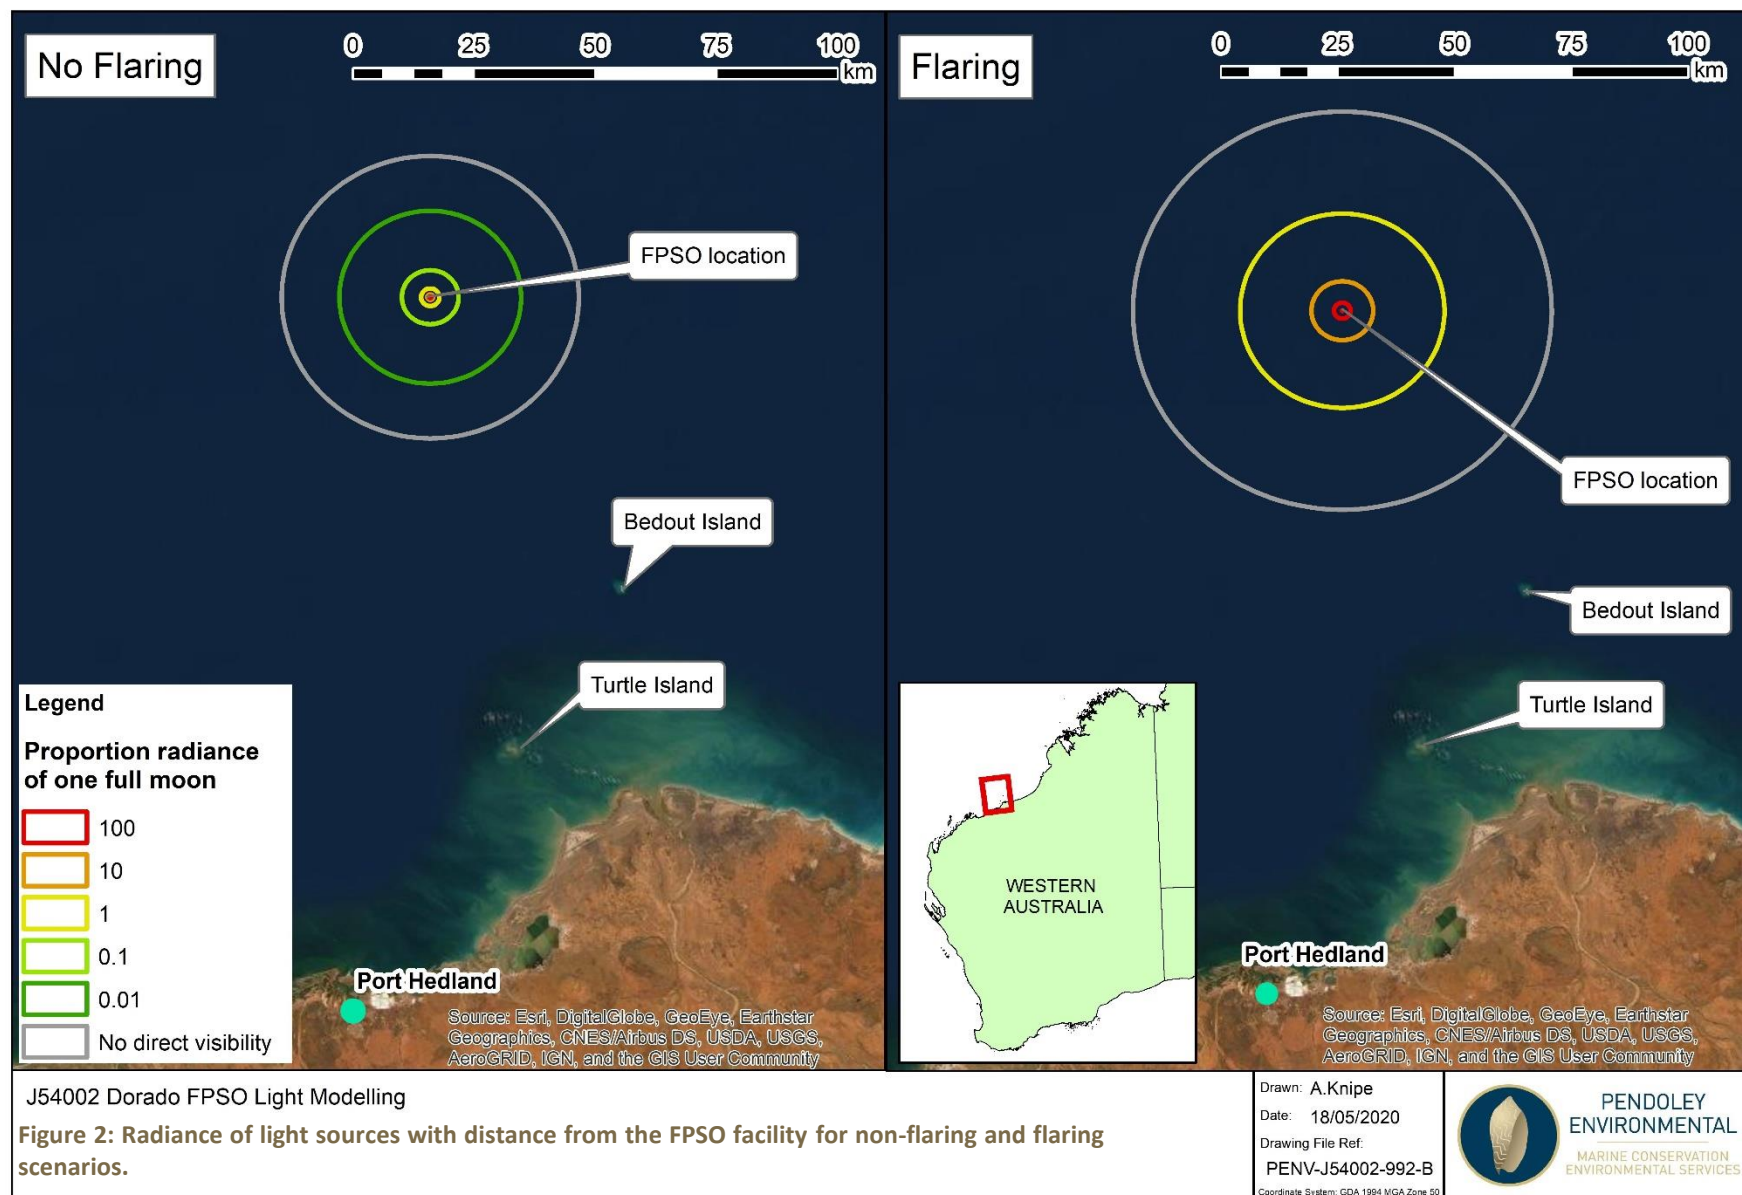 No Flaring
0 25 50 75 100
km
FPSO location
Bedout Island
Turtle Island
Legend
Proportion radiance
of one full moon
100
10
1
0.1
0.01
No direct visibility
Port Hedland
Source: Esri, DigitalGlobe, GeoEye, Earthstar
Geographics, CNES/Airbus DS, USDA, USGS,
AeroGRID, IGN, and the GIS User Community
Flaring
0 25 50 75 100
km
FPSO location
Bedout Island
Turtle Island
WESTERN
AUSTRALIA
Port Hedland
Source: Esri, DigitalGlobe, GeoEye, Earthstar
Geographics, CNES/Airbus DS, USDA, USGS,
AeroGRID, IGN, and the GIS User Community
J54002 Dorado FPSO Light Modelling
Figure 2: Radiance of light sources with distance from the FPSO facility for non-flaring and flaring
scenarios.
Drawn: A.Knipe
Date: 18/05/2020
Drawing File Ref:
PENV-J54002-992-B
Coordinate System: GDA 1994 MGA Zone 50
PENDOLEY
ENVIRONMENTAL
MARINE CONSERVATION
ENVIRONMENTAL SERVICES